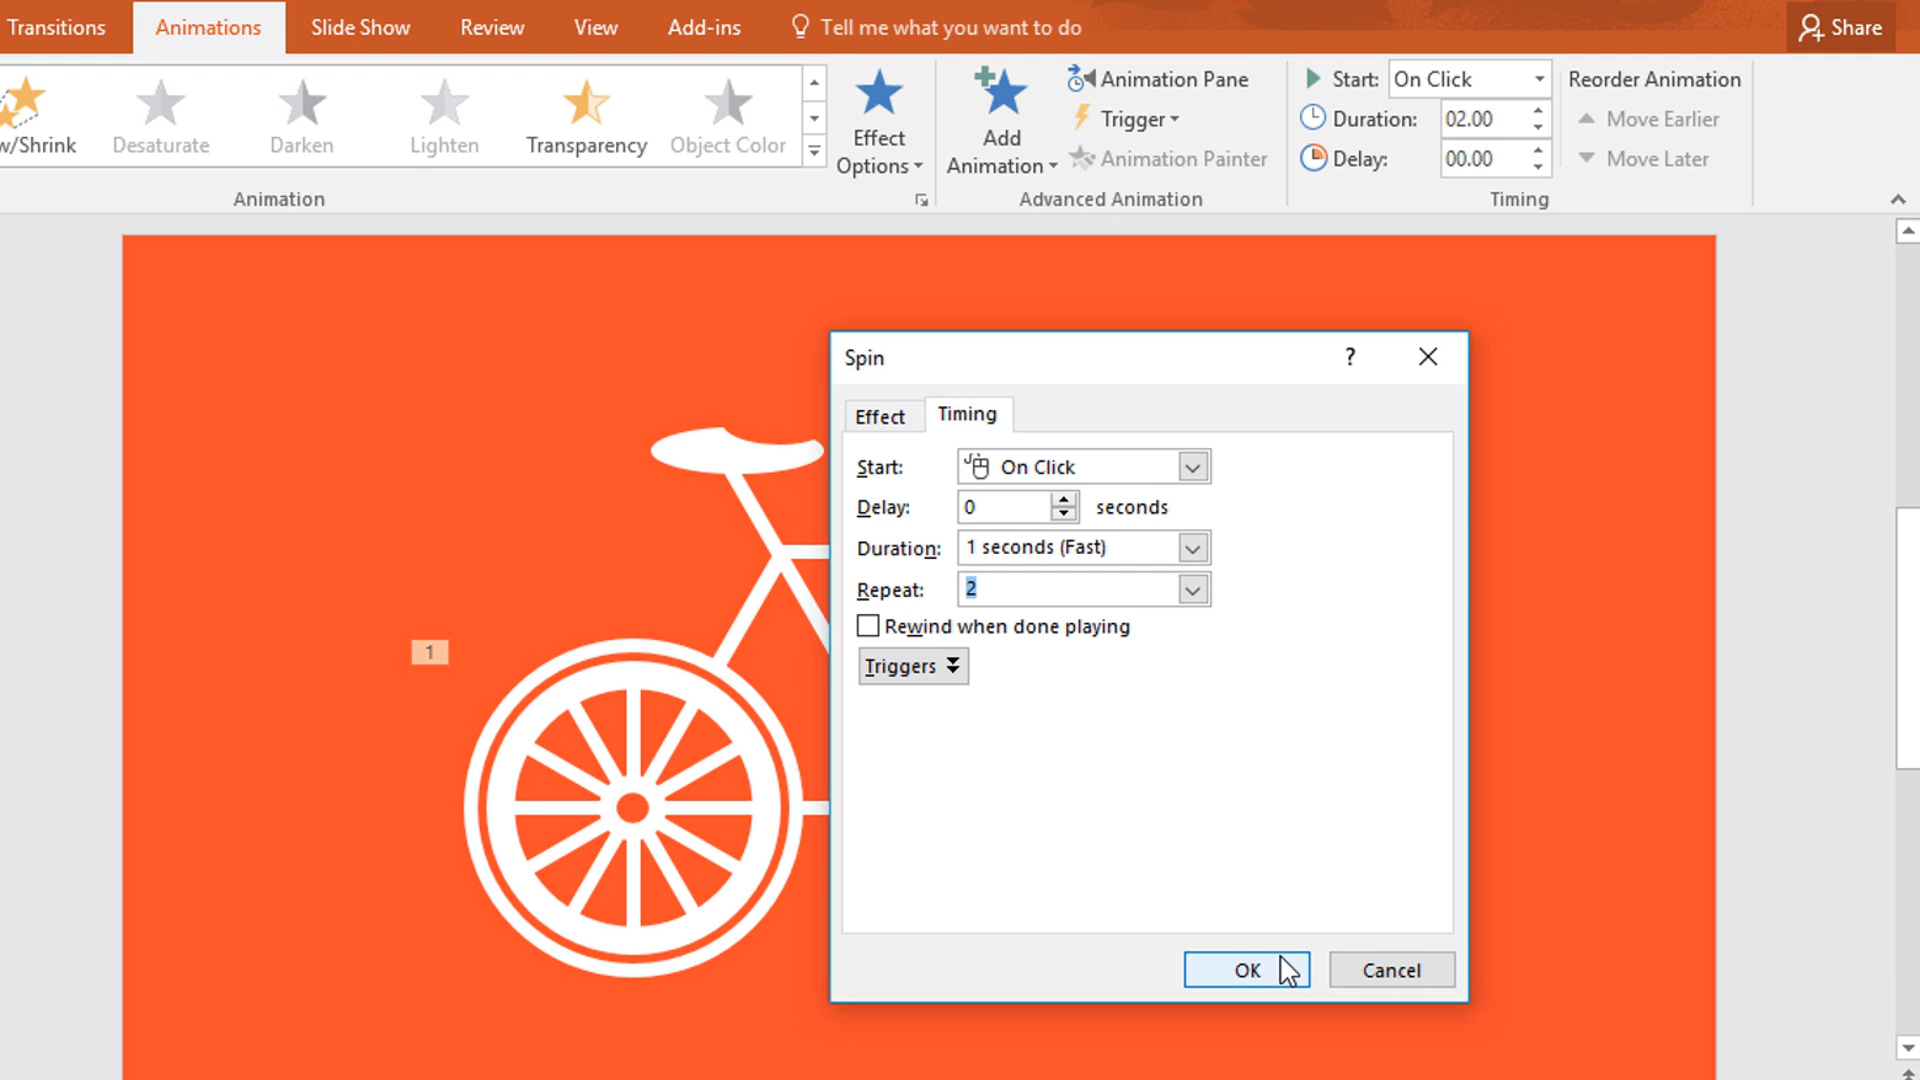 Transitions Animations Slide Show Review View Add-ins Tell me what you want to do Share
w/Shrink Desaturate Darken Lighten Transparency Object Color
Effect Options
Add Animation
Animation Pane
Trigger
Animation Painter
Start: On Click
Duration: 02.00
Delay: 00.00
Reorder Animation
Move Earlier
Move Later
Animation Advanced Animation Timing
Spin ?
Effect Timing
Start: On Click
Delay: 0 seconds
Duration: 1 seconds (Fast)
Repeat: 2
Rewind when done playing
Triggers
1
OK Cancel